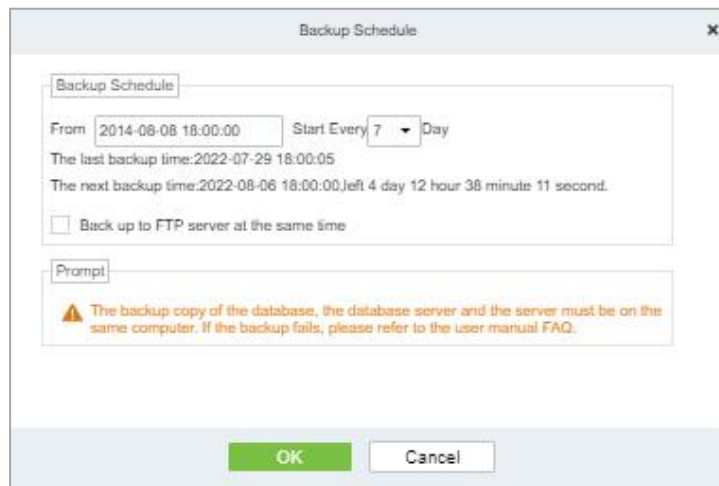 Backup Schedule
Backup Schedule
From 2014-08-08 18:00:00 Start Every 7 Day
The last backup time:2022-07-29 18:00:05
The next backup time:2022-08-06 18:00:00,left 4 day 12 hour 38 minute 11 second.
Back up to FTP server at the same time
Prompt
The backup copy of the database, the database server and the server must be on the
same computer. If the backup fails, please refer to the user manual FAQ.
OK Cancel